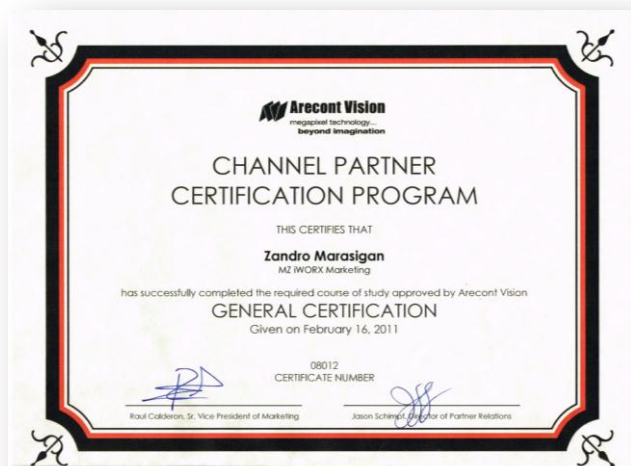 Arecont Vision
megapixel technology...
beyond imagination
CHANNEL PARTNER
CERTIFICATION PROGRAM
THIS CERTIFIES THAT
Zandro Marasigan
MZ iWORX Marketing
has successfully completed the required course of study approved by Arecont Vision
GENERAL CERTIFICATION
Given on February 16, 2011
08012
CERTIFICATE NUMBER
Raul Calderon, Sr. Vice President of Marketing
Jason Schimpf, Director of Partner Relations